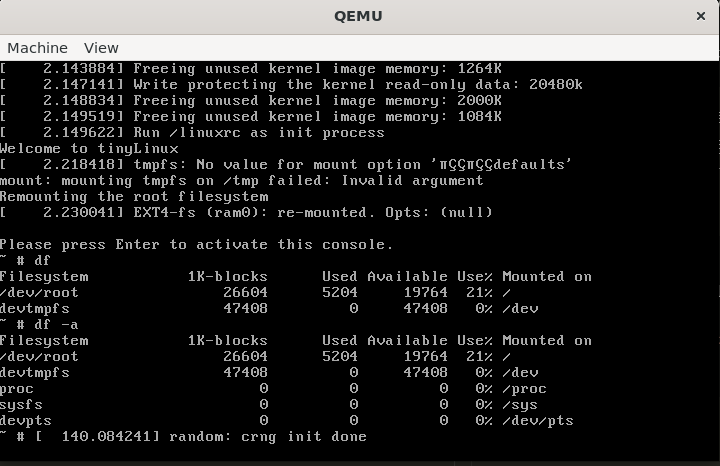 QEMU
×
Machine View
[    2.143884] Freeing unused kernel image memory: 1264K
[    2.147141] Write protecting the kernel read-only data: 20480k
[    2.148834] Freeing unused kernel image memory: 2000K
[    2.149519] Freeing unused kernel image memory: 1084K
[    2.149622] Run /linuxrc as init process
Welcome to tinyLinux
[    2.218418] tmpfs: No value for mount option 'πÇÇπÇÇdefaults'
mount: mounting tmpfs on /tmp failed: Invalid argument
Remounting the root filesystem
[    2.230041] EXT4-fs (ram0): re-mounted. Opts: (null)
Please press Enter to activate this console.
~ # df
Filesystem           1K-blocks      Used Available Use% Mounted on
/dev/root                26604      5204     19764  21% /
devtmpfs                 47408         0     47408   0% /dev
~ # df -a
Filesystem           1K-blocks      Used Available Use% Mounted on
/dev/root                26604      5204     19764  21% /
devtmpfs                 47408         0     47408   0% /dev
proc                         0         0         0   0% /proc
sysfs                        0         0         0   0% /sys
devpts                       0         0         0   0% /dev/pts
~ # [  140.084241] random: crng init done